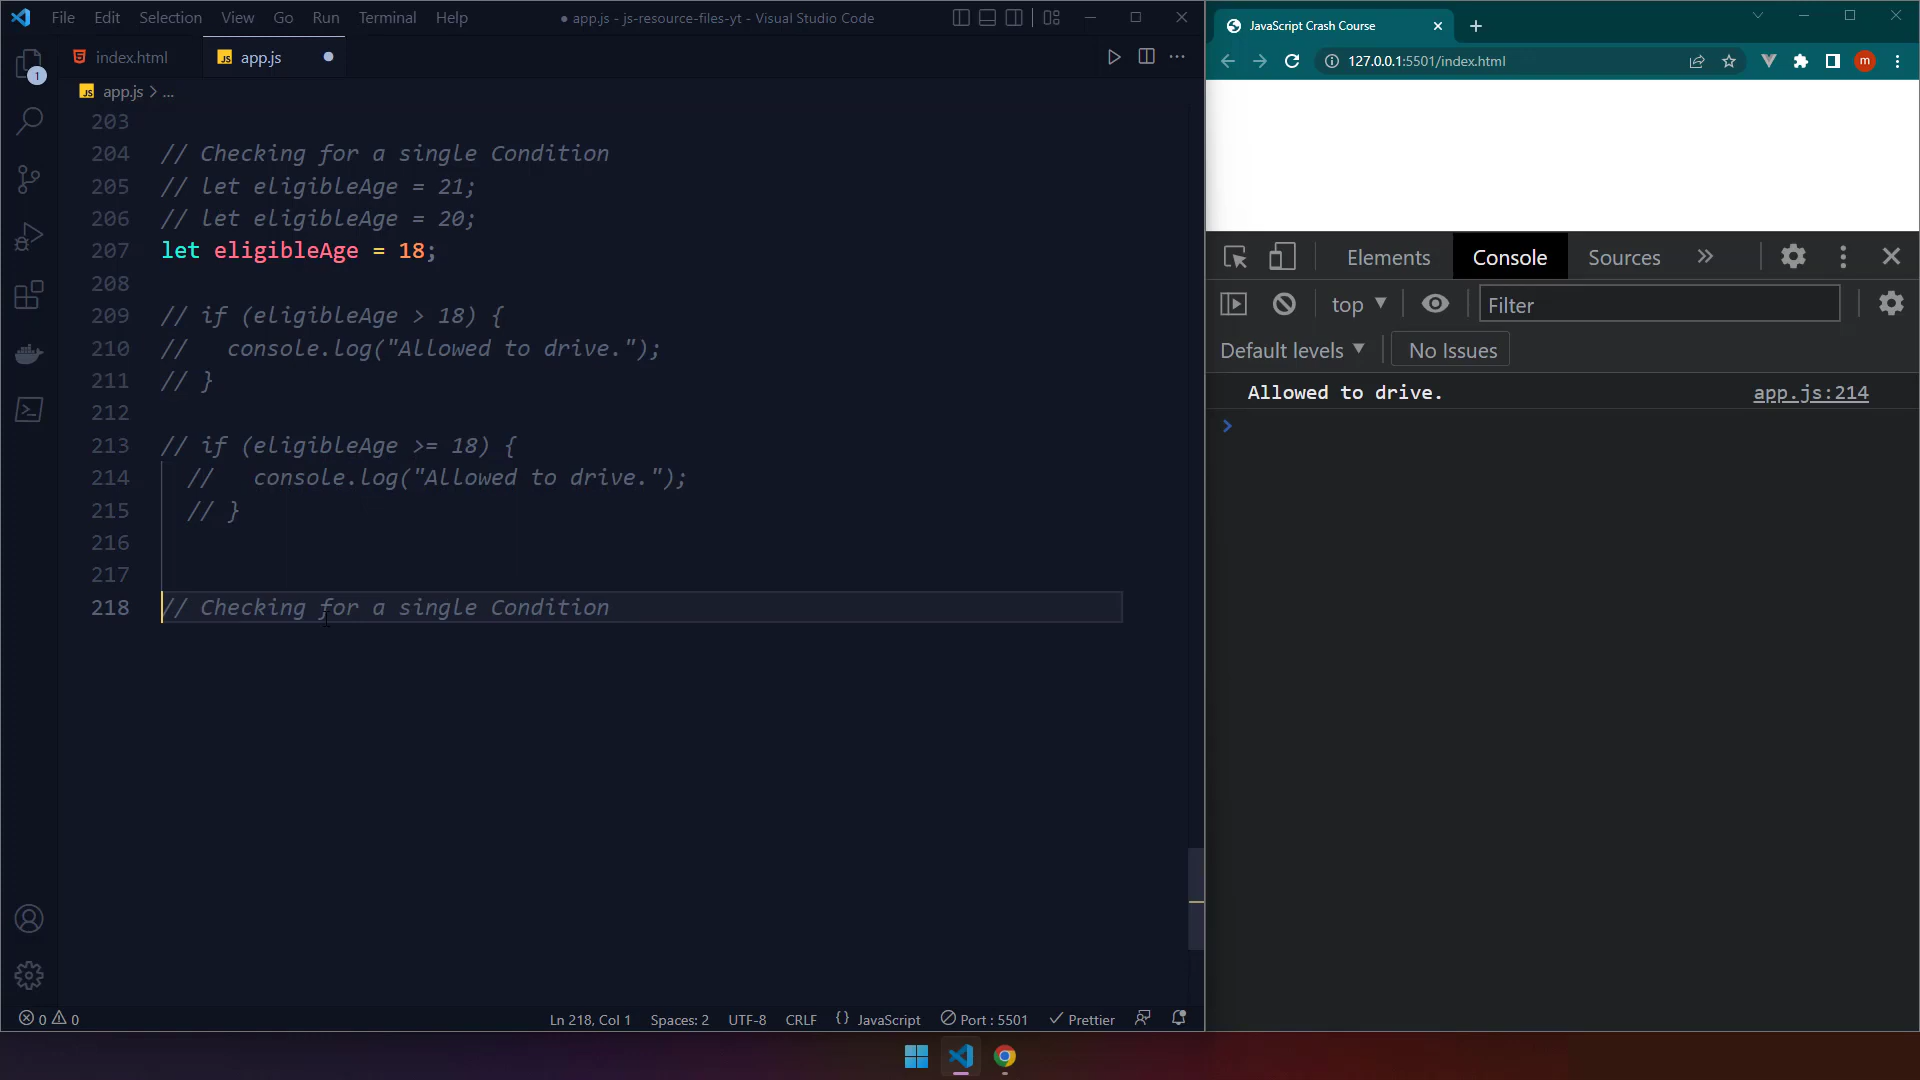 File Edit Selection View Go Run Terminal Help
● app.js - js-resource-files-yt - Visual Studio Code
1
index.html
JS app.js
JS app.js > ...
203
204 // Checking for a single Condition
205 // let eligibleAge = 21;
206 // let eligibleAge = 20;
207 let eligibleAge = 18;
208
209 // if (eligibleAge > 18) {
210 //   console.log("Allowed to drive.");
211 // }
212
213 // if (eligibleAge >= 18) {
214 //   console.log("Allowed to drive.");
215 // }
216
217
218 // Checking for a single Condition
0 0
Ln 218, Col 1 Spaces: 2 UTF-8 CRLF {} JavaScript Port : 5501 Prettier
JavaScript Crash Course
127.0.0.1:5501/index.html
m
Elements Console Sources »
top Filter
Default levels No Issues
Allowed to drive. app.js:214